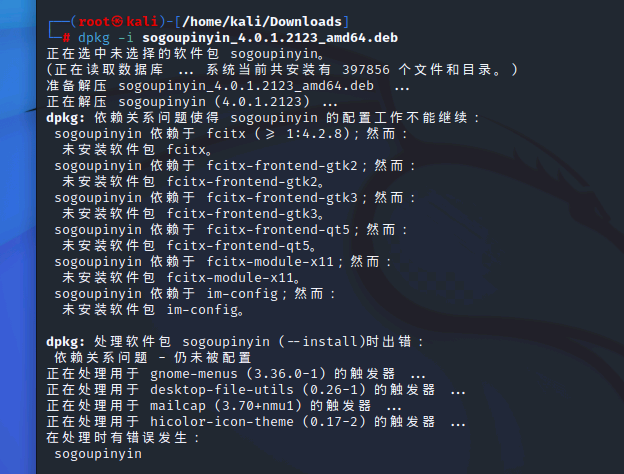 ┌──(root㉿kali)-[/home/kali/Downloads]
└─# dpkg -i sogoupinyin_4.0.1.2123_amd64.deb
正在选中未选择的软件包 sogoupinyin。
(正在读取数据库 ... 系统当前共安装有 397856 个文件和目录。)
准备解压 sogoupinyin_4.0.1.2123_amd64.deb ...
正在解压 sogoupinyin (4.0.1.2123) ...
dpkg: 依赖关系问题使得 sogoupinyin 的配置工作不能继续：
 sogoupinyin 依赖于 fcitx (>= 1:4.2.8)；然而：
  未安装软件包 fcitx。
 sogoupinyin 依赖于 fcitx-frontend-gtk2；然而：
  未安装软件包 fcitx-frontend-gtk2。
 sogoupinyin 依赖于 fcitx-frontend-gtk3；然而：
  未安装软件包 fcitx-frontend-gtk3。
 sogoupinyin 依赖于 fcitx-frontend-qt5；然而：
  未安装软件包 fcitx-frontend-qt5。
 sogoupinyin 依赖于 fcitx-module-x11；然而：
  未安装软件包 fcitx-module-x11。
 sogoupinyin 依赖于 im-config；然而：
  未安装软件包 im-config。

dpkg: 处理软件包 sogoupinyin (--install)时出错：
 依赖关系问题 - 仍未被配置
正在处理用于 gnome-menus (3.36.0-1) 的触发器 ...
正在处理用于 desktop-file-utils (0.26-1) 的触发器 ...
正在处理用于 mailcap (3.70+nmu1) 的触发器 ...
正在处理用于 hicolor-icon-theme (0.17-2) 的触发器 ...
在处理时有错误发生：
 sogoupinyin